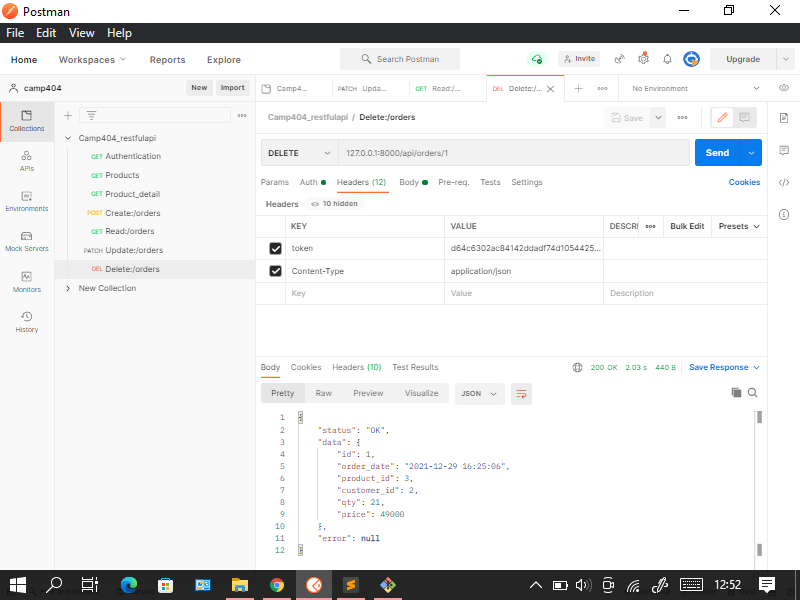 Postman
File Edit View Help
Home Workspaces Reports Explore Search Postman Invite Upgrade
camp404 New Import Camp4... PATCH Upda... GET Read:/... DEL Delete:/... No Environment
Collections
APIs
Environments
Mock Servers
Monitors
History
Camp404_restfulapi
GET Authentication
GET Products
GET Product_detail
POST Create:/orders
GET Read:/orders
PATCH Update:/orders
DEL Delete:/orders
New Collection
Camp404_restfulapi / Delete:/orders Save
DELETE 127.0.0.1:8000/api/orders/1 Send
Params Auth Headers (12) Body Pre-req. Tests Settings Cookies
Headers 10 hidden
KEY VALUE DESCRI Bulk Edit Presets
token d64c6302ac84142ddadf74d1054425...
Content-Type application/json
Key Value Description
Body Cookies Headers (10) Test Results 200 OK 2.03 s 440 B Save Response
Pretty Raw Preview Visualize JSON
1 {
2 "status": "OK",
3 "data": {
4 "id": 1,
5 "order_date": "2021-12-29 16:25:06",
6 "product_id": 3,
7 "customer_id": 2,
8 "qty": 21,
9 "price": 49000
10 },
11 "error": null
12 }
12:52